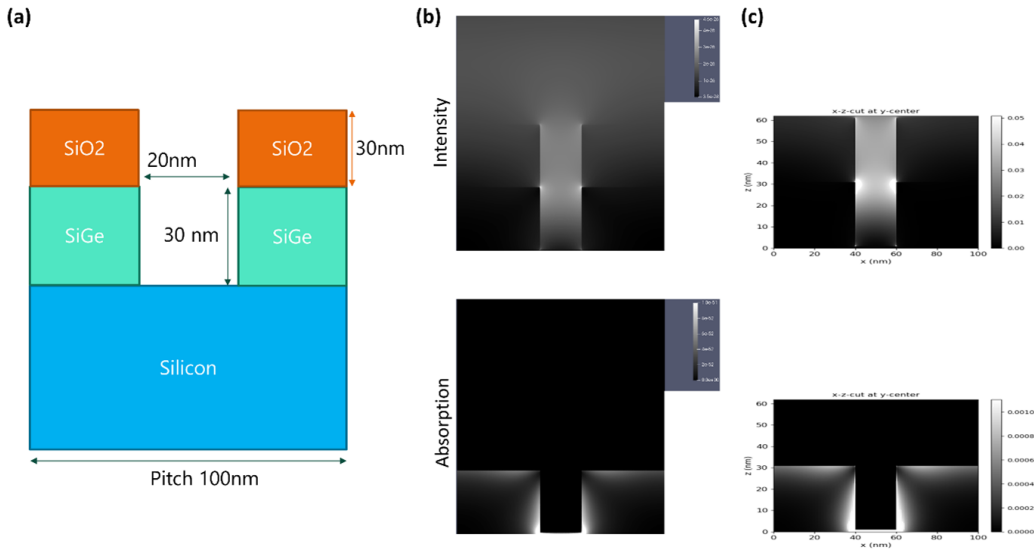 (a)
SiO2
SiO2
20nm
30nm
SiGe
30 nm
SiGe
Silicon
Pitch 100nm
(b)
Intensity
Absorption
(c)
x-z-cut at y-center
60
50
40
30
20
10
0
z (nm)
0 20 40 60 80 100
x (nm)
0.05
0.04
0.03
0.02
0.01
0.00
x-z-cut at y-center
60
50
40
30
20
10
0
z (nm)
0 20 40 60 80 100
x (nm)
0.0010
0.0008
0.0006
0.0004
0.0002
0.0000